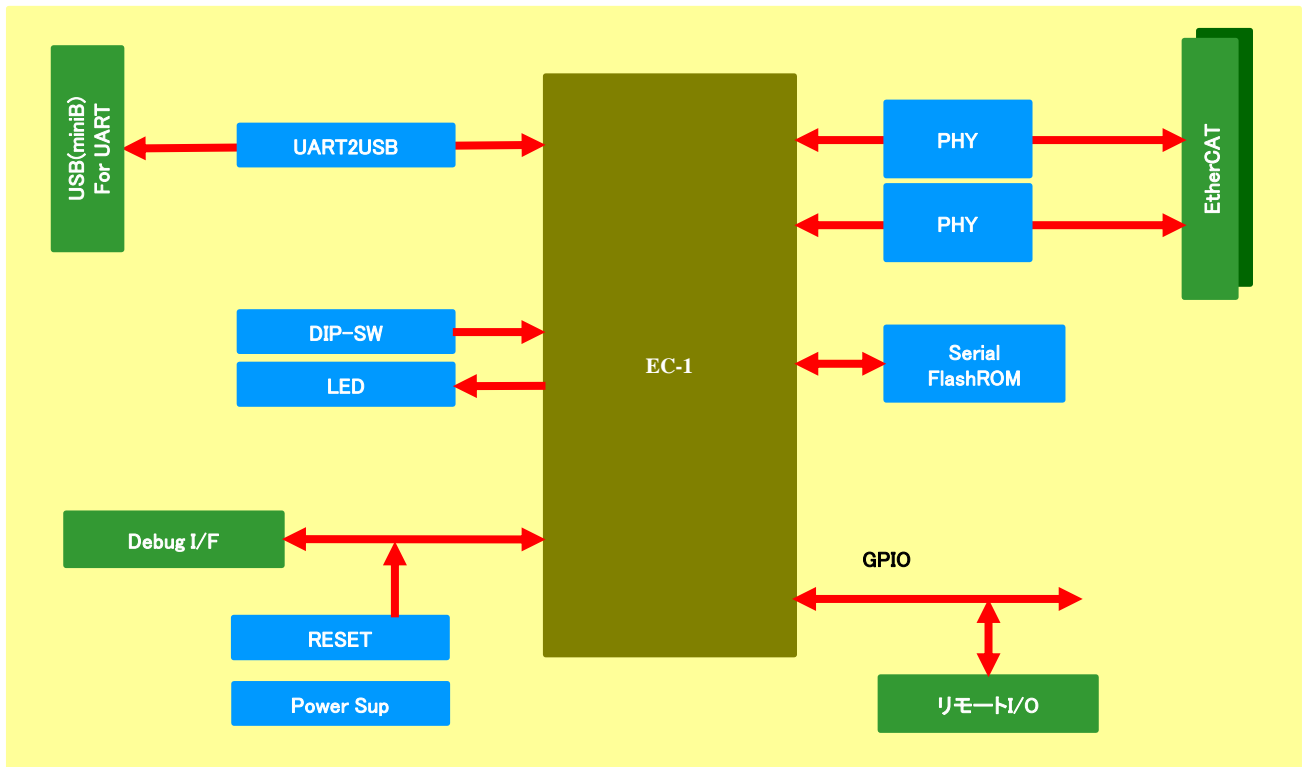 USB(miniB)
For UART
UART2USB
DIP-SW
LED
Debug I/F
RESET
Power Sup
EC-1
PHY
PHY
EtherCAT
Serial
FlashROM
GPIO
リモートI/O